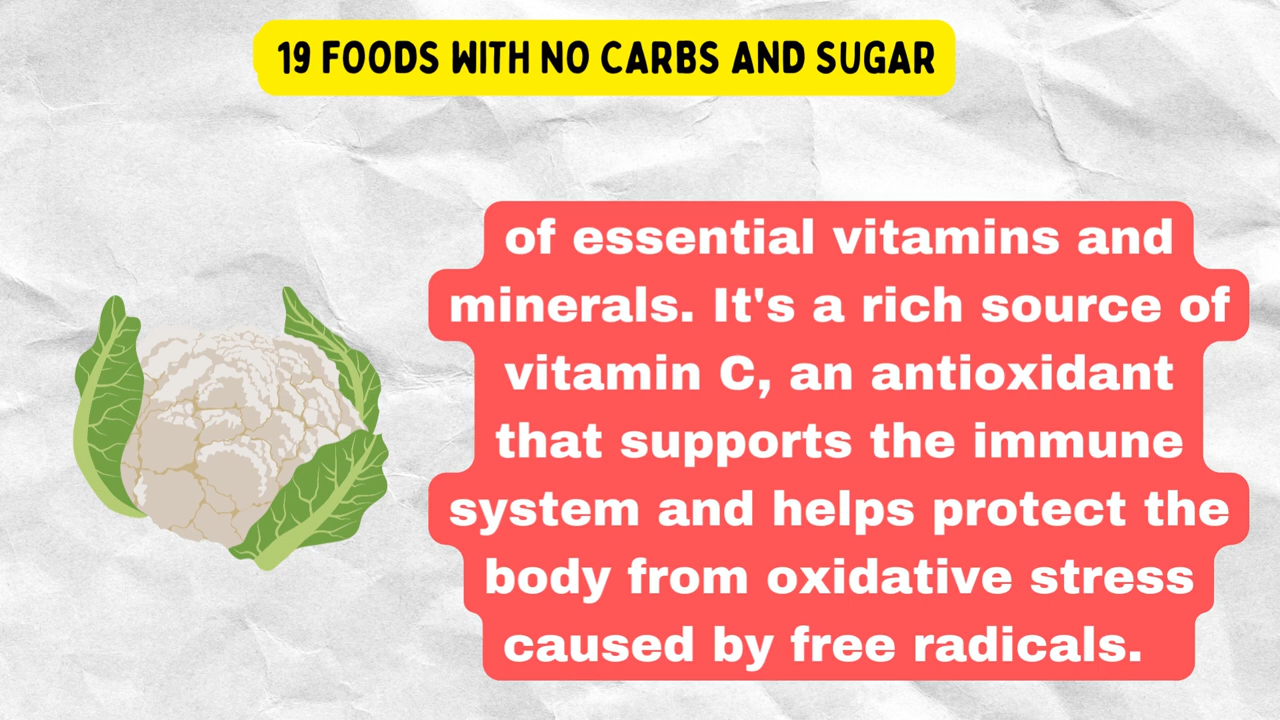 19 FOODS WITH NO CARBS AND SUGAR
of essential vitamins and
minerals. It's a rich source of
vitamin C, an antioxidant
that supports the immune
system and helps protect the
body from oxidative stress
caused by free radicals.